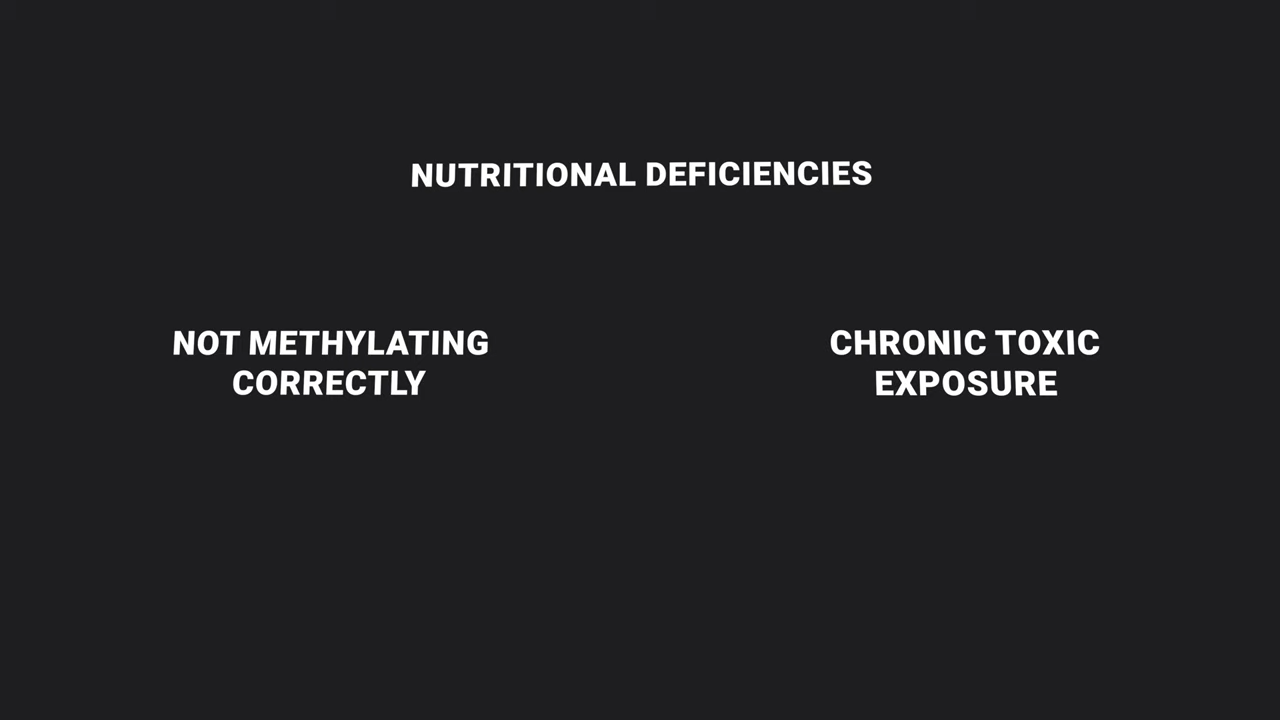 NUTRITIONAL DEFICIENCIES
NOT METHYLATING
CORRECTLY
CHRONIC TOXIC
EXPOSURE